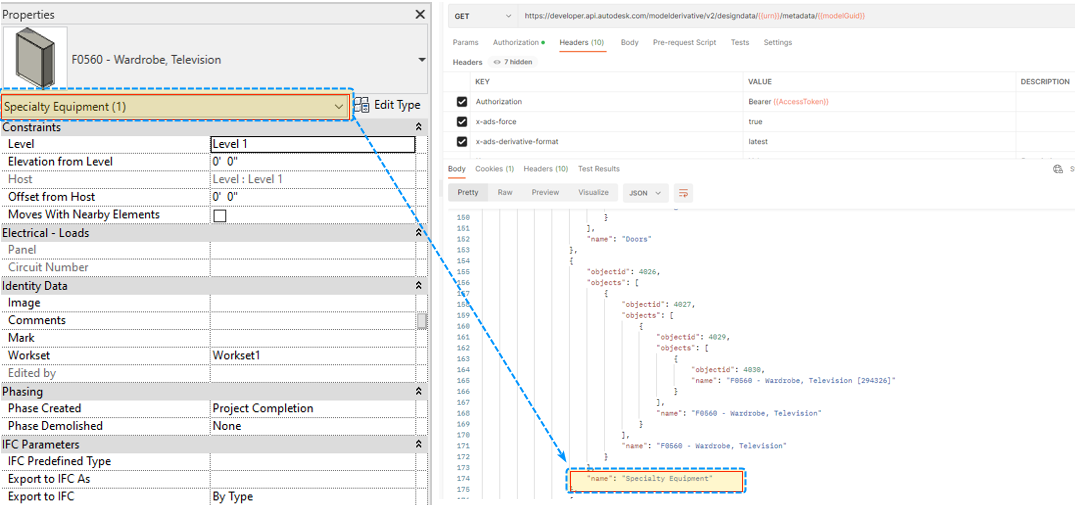 Properties
F0560 - Wardrobe, Television
Specialty Equipment (1)
Edit Type
Constraints
Level Level 1
Elevation from Level 0' 0"
Host Level : Level 1
Offset from Host 0' 0"
Moves With Nearby Elements
Electrical - Loads
Panel
Circuit Number
Identity Data
Image
Comments
Mark
Workset Workset1
Edited by
Phasing
Phase Created Project Completion
Phase Demolished None
IFC Parameters
IFC Predefined Type
Export to IFC As
Export to IFC By Type
GET https://developer.api.autodesk.com/modelderivative/v2/designdata/{{urn}}/metadata/{{modelGuid}}
Params Authorization Headers (10) Body Pre-request Script Tests Settings
Headers 7 hidden
KEY VALUE DESCRIPTION
Authorization Bearer {{AccessToken}}
x-ads-force true
x-ads-derivative-format latest
Body Cookies (1) Headers (10) Test Results
Pretty Raw Preview Visualize JSON
150 }
151 ],
152 "name": "Doors"
153 },
154 {
155 "objectid": 4026,
156 "objects": [
157 {
158 "objectid": 4027,
159 "objects": [
160 {
161 "objectid": 4029,
162 "objects": [
163 {
164 "objectid": 4030,
165 "name": "F0560 - Wardrobe, Television [294326]"
166 }
167 ],
168 "name": "F0560 - Wardrobe, Television"
169 }
170 ],
171 "name": "F0560 - Wardrobe, Television"
172 }
173
174 "name": "Specialty Equipment"
175